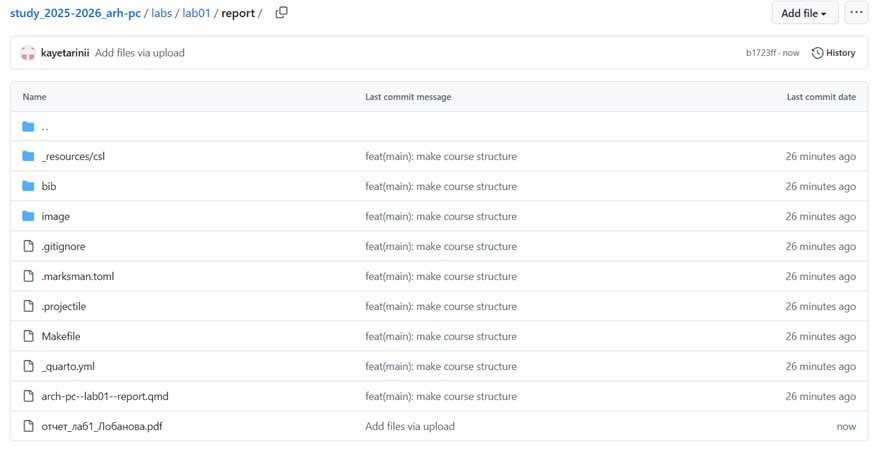 study_2025-2026_arh-pc / labs / lab01 / report /
Add file
kayetarinii Add files via upload
b1723ff · now History
Name Last commit message Last commit date
..
_resources/csl feat(main): make course structure 26 minutes ago
bib feat(main): make course structure 26 minutes ago
image feat(main): make course structure 26 minutes ago
.gitignore feat(main): make course structure 26 minutes ago
.marksman.toml feat(main): make course structure 26 minutes ago
.projectile feat(main): make course structure 26 minutes ago
Makefile feat(main): make course structure 26 minutes ago
_quarto.yml feat(main): make course structure 26 minutes ago
arch-pc--lab01--report.qmd feat(main): make course structure 26 minutes ago
отчет_лаб1_Лобанова.pdf Add files via upload now